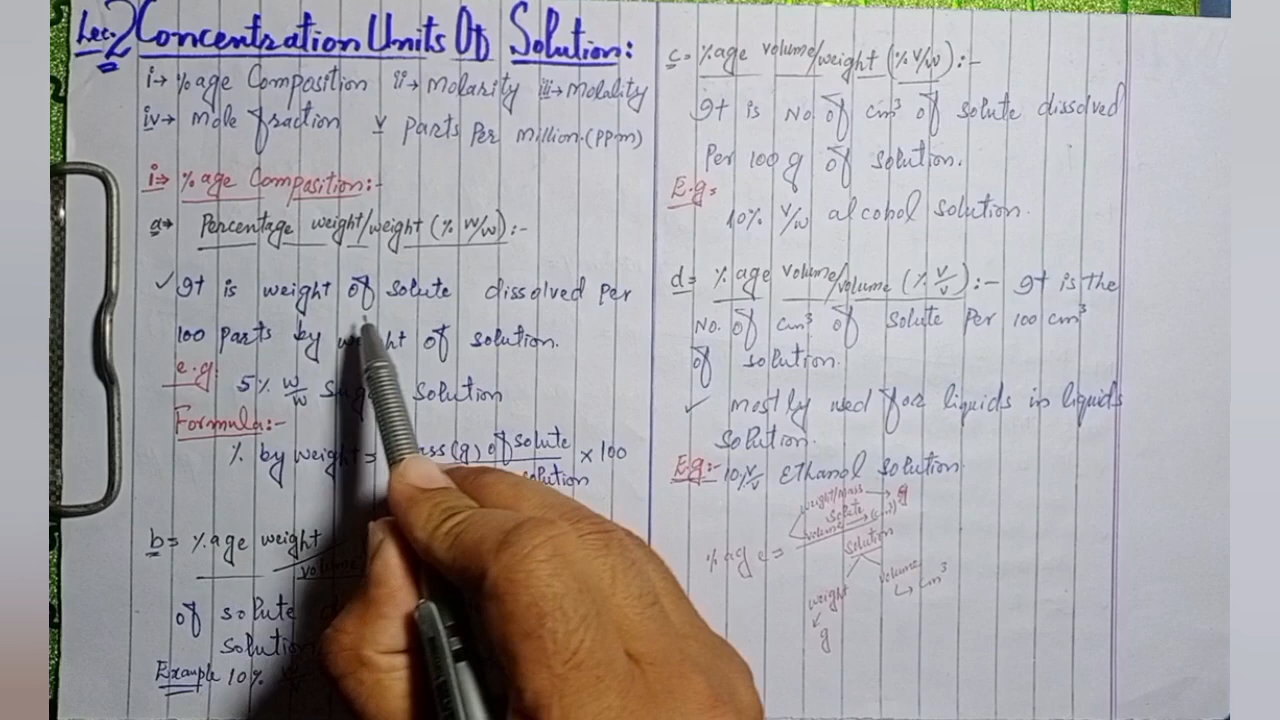 Lec-2 Concentration Units Of Solution:
i→ %age Composition ii→ Molarity iii→ Molality
iv→ Mole fraction v parts Per million.(PPm)
i→ %age Composition:-
a→ Percentage weight/weight (% W/W):-
✓ It is weight of solute dissolved Per
100 parts by of solution.
e.g
5% w/w solution
Formula:-
% by weight = (g) of solute × 100
b= %age weight
volume
of solute
solution
Example 10%
c= %age volume/weight (% V/W):-
It is No. of cm³ of solute dissolved
Per 100 g of solution.
E.g=
10% V/W alcohol solution.
d= %age volume/volume (% V/V):- It is the
No. of cm³ of solute Per 100 cm³
of solution.
✓ mostly used for liquids in liquids
solution.
E.g:- 10% V/V Ethanol solution.
weight/mass → g
solute
volume → (cm³)
%age =
solution
weight
volume
↓
↳ cm³
g